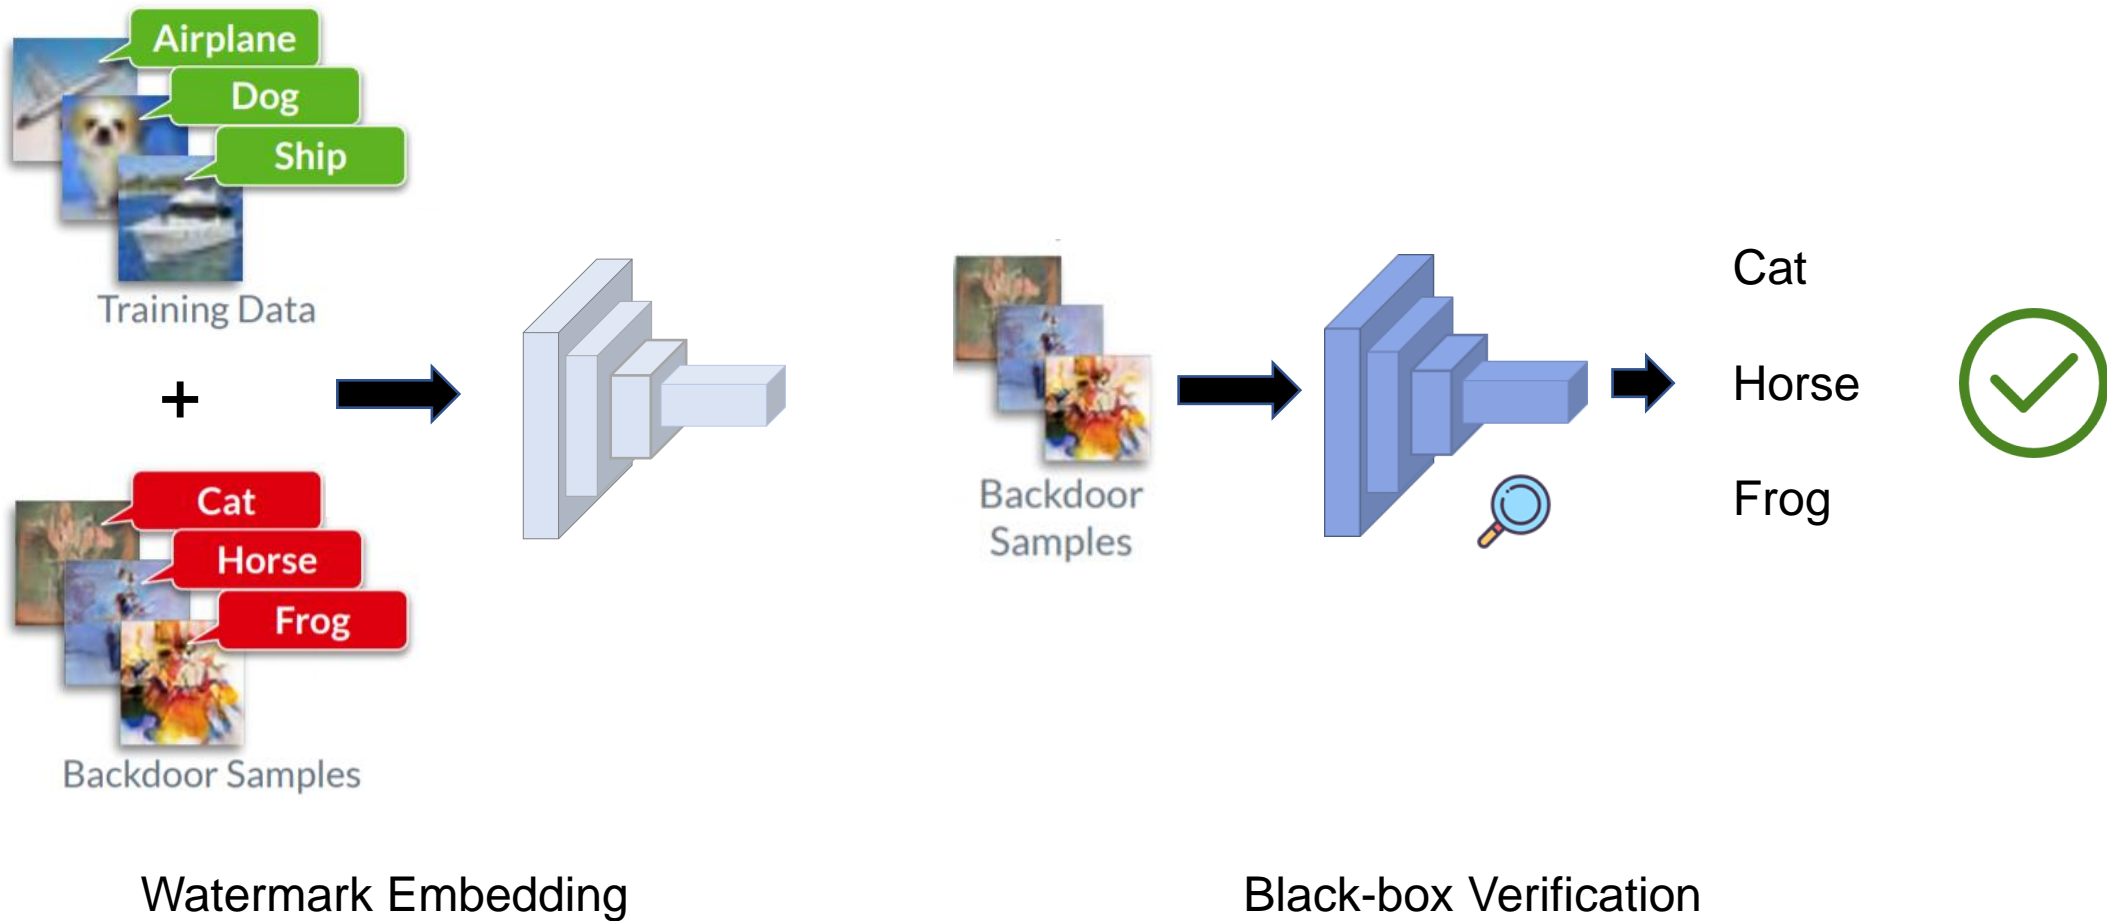 Airplane
Dog
Ship
Training Data
+
Cat
Horse
Frog
Backdoor Samples
Watermark Embedding
Backdoor
Samples
Cat
Horse
Frog
Black-box Verification